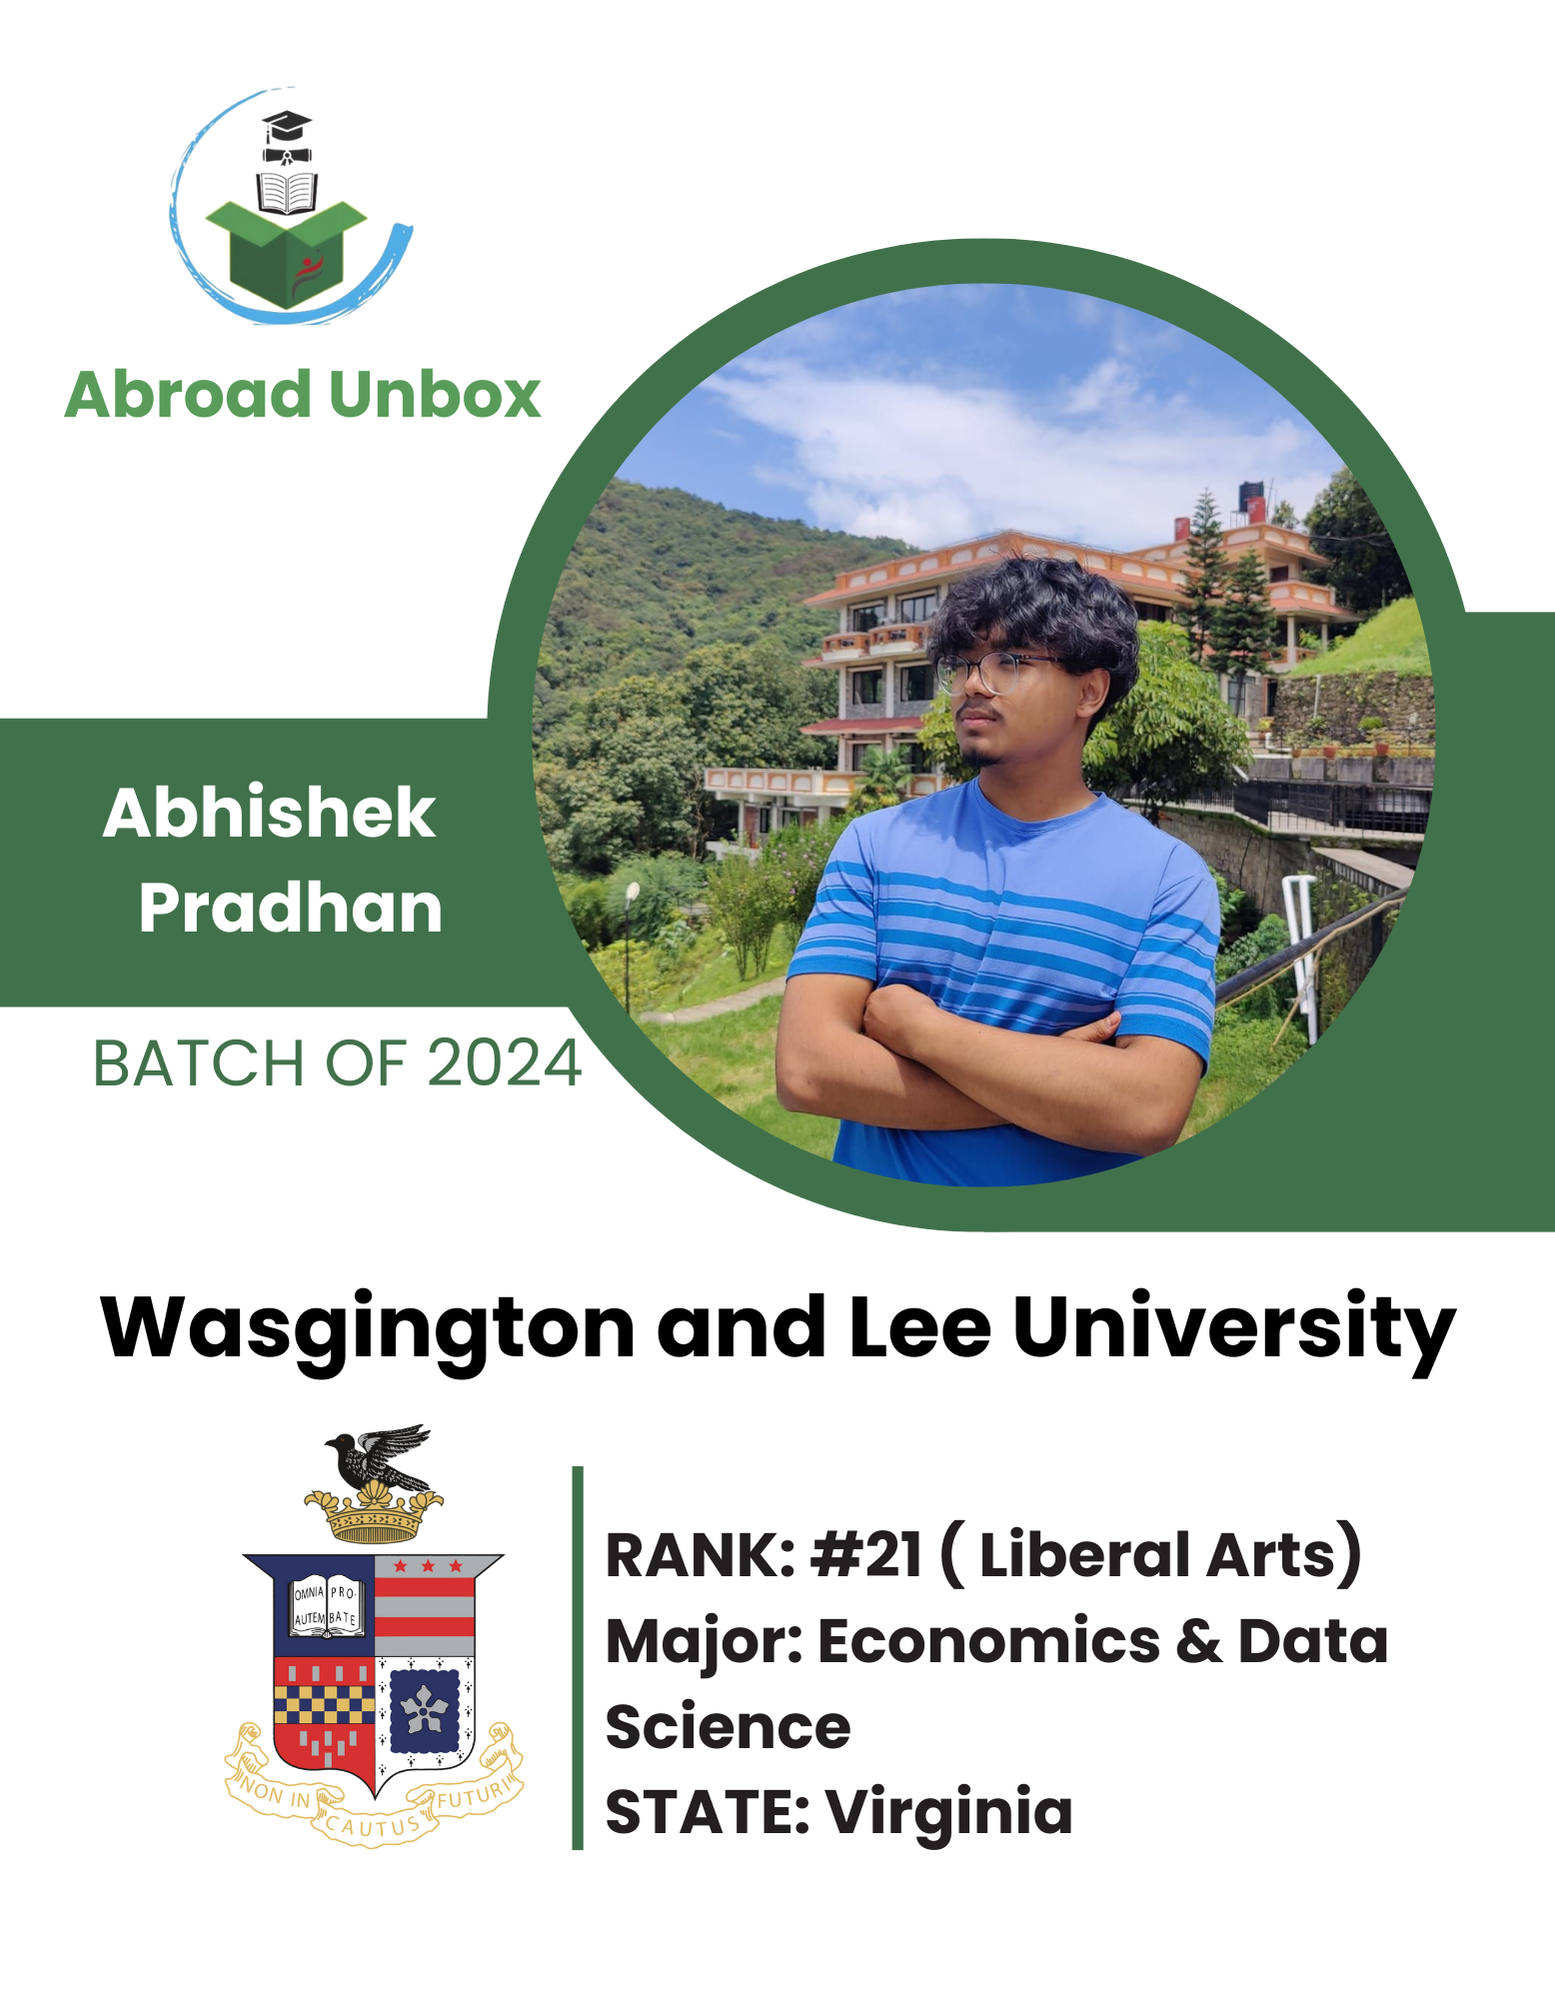 Abroad Unbox
Abhishek
Pradhan
BATCH OF 2024
Wasgington and Lee University
OMNIA PRO-
AUTEM BATE
NON IN
CAUTUS
FUTURI
RANK: #21 ( Liberal Arts)
Major: Economics & Data
Science
STATE: Virginia